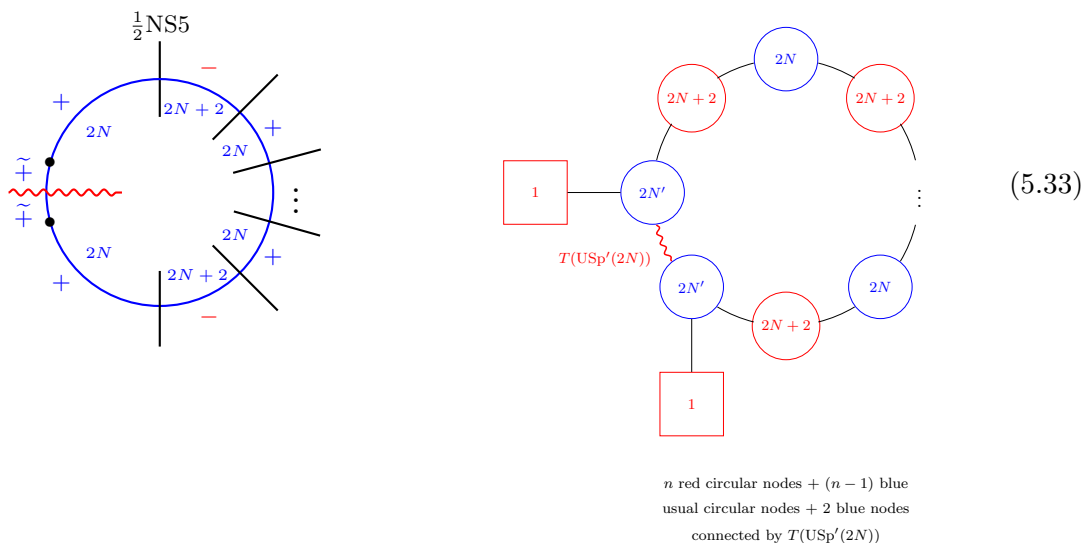 ½NS5
−
+
2N + 2
2N
+
2N
+̃
+̃
⋮
2N
2N
+
2N + 2
+
−
2N
2N + 2
2N + 2
1
2N′
⋮
(5.33)
T(USp′(2N))
2N′
2N
2N + 2
1
n red circular nodes + (n − 1) blue
usual circular nodes + 2 blue nodes
connected by T(USp′(2N))